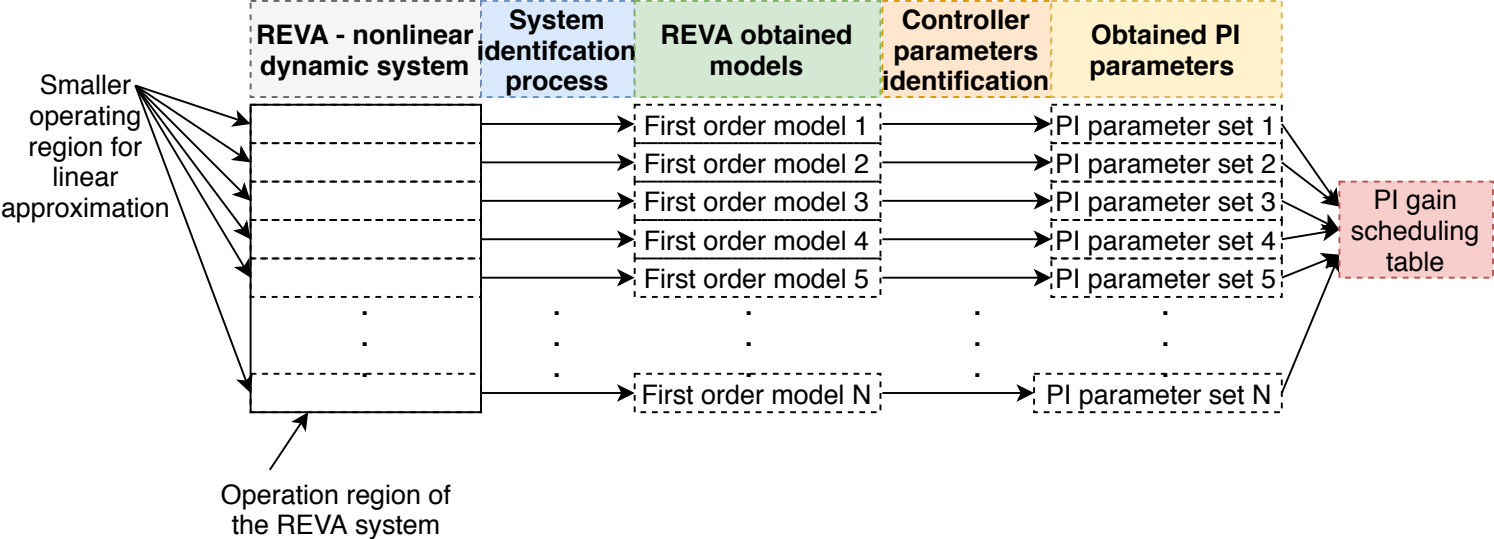 REVA - nonlinear
dynamic system
System
identifcation
process
REVA obtained
models
Controller
parameters
identification
Obtained PI
parameters
Smaller
operating
region for
linear
approximation
First order model 1
PI parameter set 1
First order model 2
PI parameter set 2
First order model 3
PI parameter set 3
First order model 4
PI parameter set 4
First order model 5
PI parameter set 5
First order model N
PI parameter set N
PI gain
scheduling
table
Operation region of
the REVA system